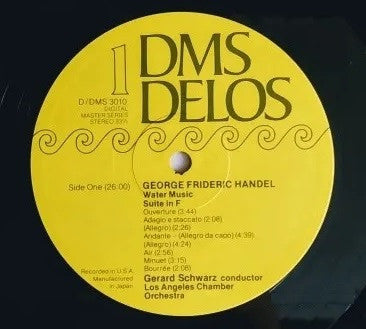 1
DMS
DELOS
D/DMS 3010
DIGITAL
MASTER SERIES
STEREO 33⅓
Side One (26:00)
GEORGE FRIDERIC HANDEL
Water Music
Suite in F
Ouverture (3:44)
Adagio e staccato (2:08)
(Allegro) (2:26)
Andante – (Allegro da capo) (4:39)
(Allegro) (4:24)
Air (2:56)
Minuet (3:15)
Bourrée (2:08)
Gerard Schwarz conductor
Los Angeles Chamber
Orchestra
Recorded in U.S.A.
Manufactured
in Japan